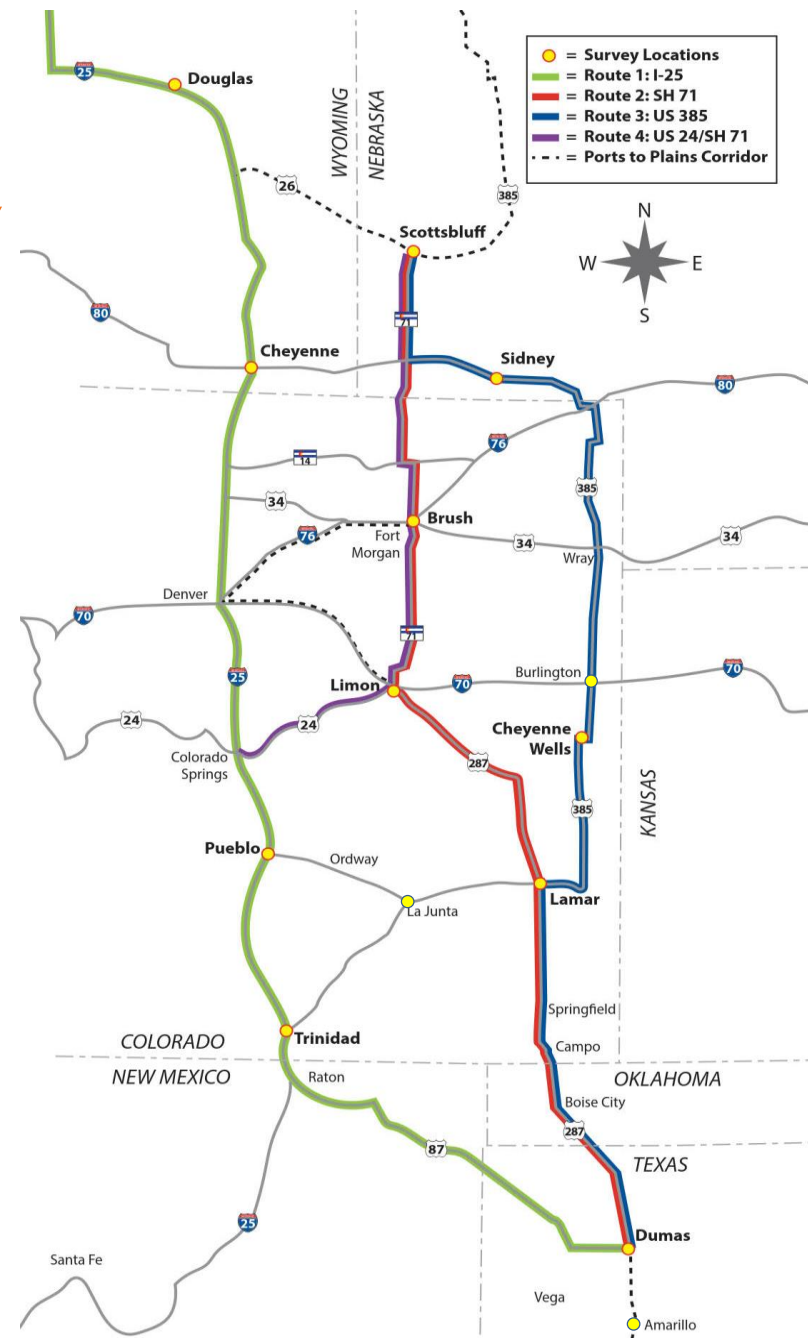 = Survey Locations
= Route 1: I-25
= Route 2: SH 71
= Route 3: US 385
= Route 4: US 24/SH 71
= Ports to Plains Corridor
25
Douglas
WYOMING
NEBRASKA
26
385
N
W
E
S
Scottsbluff
80
71
Cheyenne
Sidney
80
76
14
385
34
Brush
Fort
Morgan
76
34
34
Wray
Denver
70
71
25
Limon
70
Burlington
70
24
24
Cheyenne
Wells
Colorado
Springs
287
KANSAS
385
Pueblo
Ordway
Lamar
La Junta
Springfield
Trinidad
COLORADO
Campo
NEW MEXICO
Raton
OKLAHOMA
Boise City
287
87
TEXAS
25
Dumas
Santa Fe
Vega
Amarillo